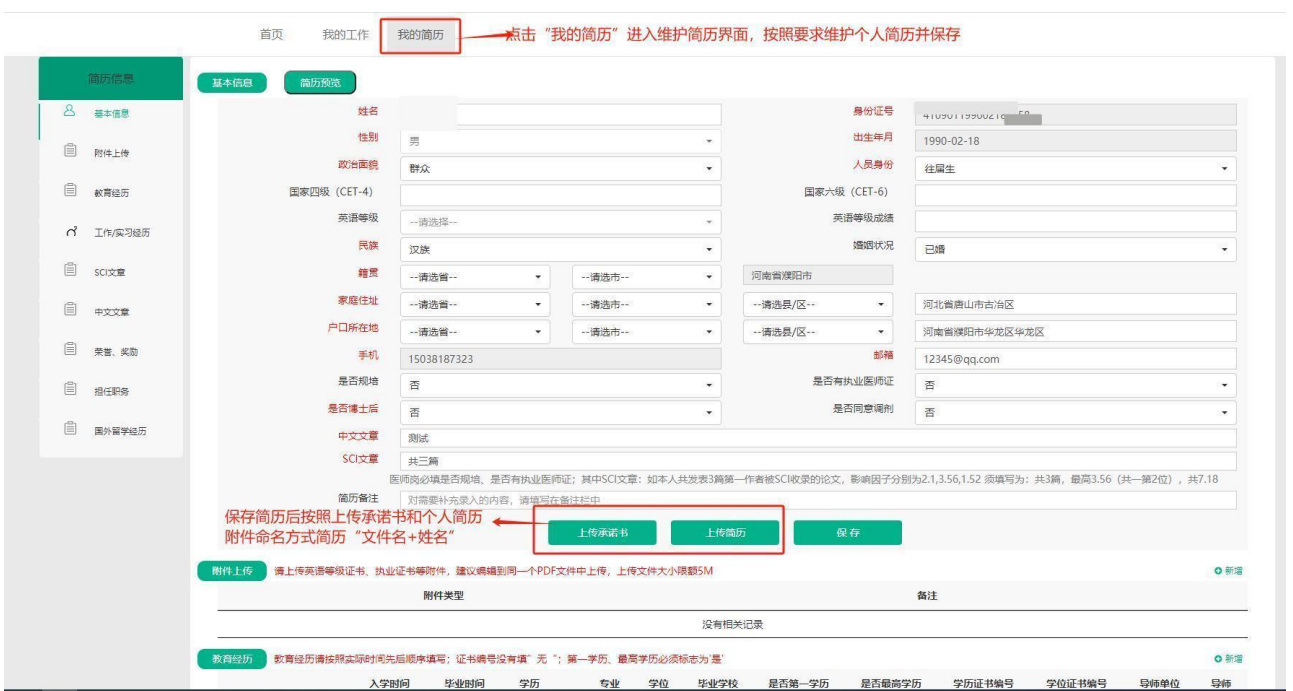 首页 我的工作 我的简历 点击“我的简历”进入维护简历界面，按照要求维护个人简历并保存
简历信息
基本信息
附件上传
教育经历
工作/实习经历
SCI文章
中文文章
荣誉、奖励
担任职务
国外留学经历
基本信息 简历预览
姓名 身份证号
性别 男 出生年月 1990-02-18
政治面貌 群众 人员身份 往届生
国家四级（CET-4） 国家六级（CET-6）
英语等级 --请选择-- 英语等级成绩
民族 汉族 婚姻状况 已婚
籍贯 --请选省-- --请选市-- 河南省濮阳市
家庭住址 --请选省-- --请选市-- --请选县/区-- 河北省唐山市古冶区
户口所在地 --请选省-- --请选市-- --请选县/区-- 河南省濮阳市华龙区华龙区
手机 15038187323 邮箱 12345@qq.com
是否规培 否 是否有执业医师证 否
是否博士后 否 是否同意调剂 否
中文文章 测试
SCI文章 共三篇
医师岗必填是否规培、是否有执业医师证；其中SCI文章：如本人共发表3篇第一作者被SCI收录的论文，影响因子分别为2.1,3.56,1.52 须填写为：共3篇，最高3.56（共一第2位），共7.18
简历备注 对需要补充录入的内容，请填写在备注栏中
保存简历后按照上传承诺书和个人简历
附件命名方式简历“文件名+姓名”
上传承诺书 上传简历 保存
附件上传 请上传英语等级证书、执业证书等附件，建议编辑到同一个PDF文件中上传，上传文件大小限额5M 新增
附件类型 备注
没有相关记录
教育经历 教育经历请按照实际时间先后顺序填写；证书编号没有填“无“；第一学历、最高学历必须标志为'是' 新增
入学时间 毕业时间 学历 专业 学位 毕业学校 是否第一学历 是否最高学历 学历证书编号 学位证书编号 导师单位 导师